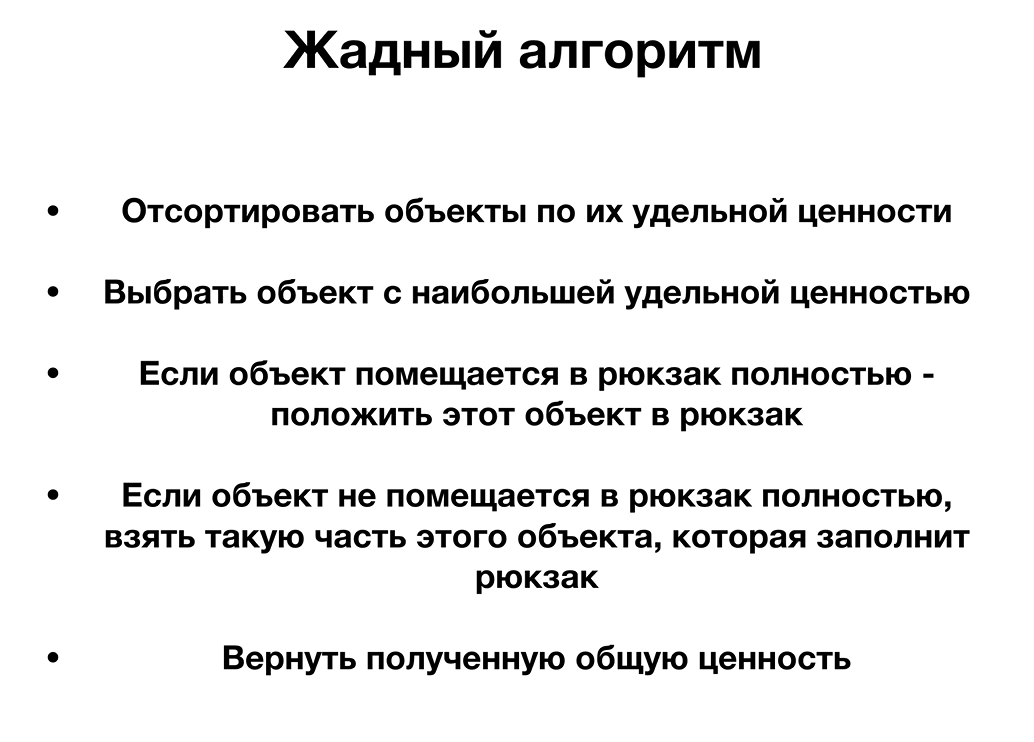 Жадный алгоритм
• Отсортировать объекты по их удельной ценности
• Выбрать объект с наибольшей удельной ценностью
• Если объект помещается в рюкзак полностью -
положить этот объект в рюкзак
• Если объект не помещается в рюкзак полностью,
взять такую часть этого объекта, которая заполнит
рюкзак
• Вернуть полученную общую ценность